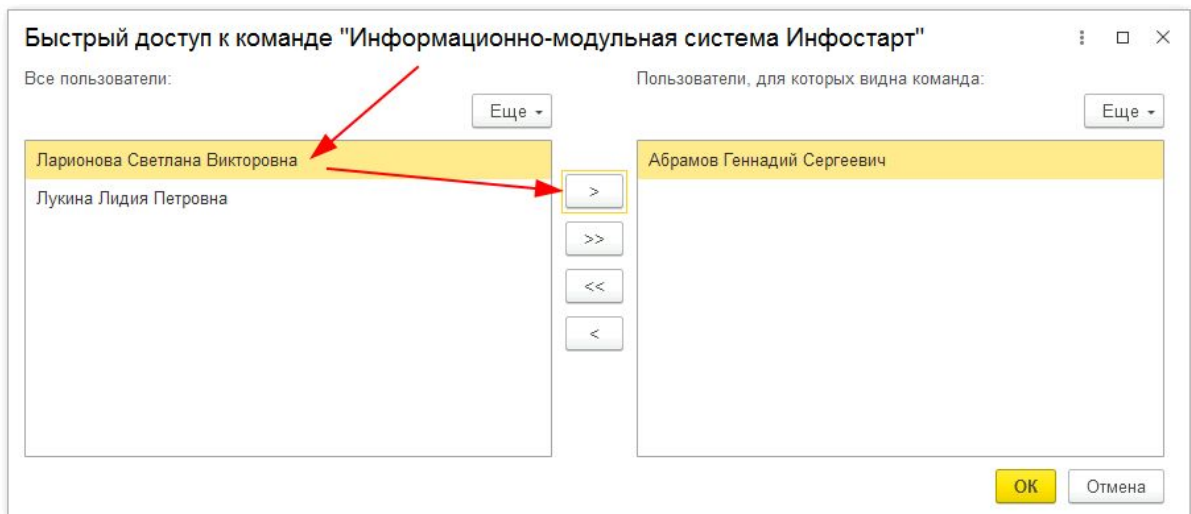 Быстрый доступ к команде "Информационно-модульная система Инфостарт"
Все пользователи:
Пользователи, для которых видна команда:
Еще
Еще
Ларионова Светлана Викторовна
Абрамов Геннадий Сергеевич
Лукина Лидия Петровна
>
>>
<<
<
ОК
Отмена